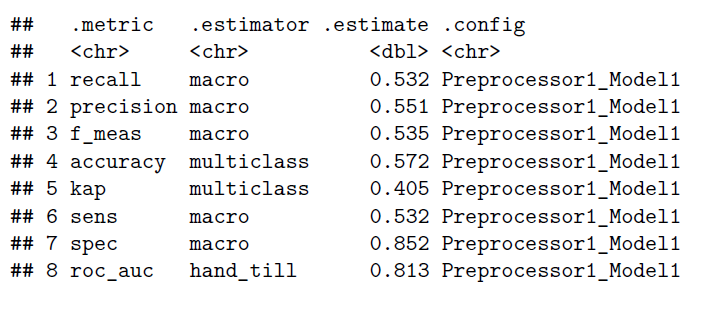 ##   .metric   .estimator .estimate .config
##   <chr>     <chr>          <dbl> <chr>
## 1 recall    macro          0.532 Preprocessor1_Model1
## 2 precision macro          0.551 Preprocessor1_Model1
## 3 f_meas    macro          0.535 Preprocessor1_Model1
## 4 accuracy  multiclass     0.572 Preprocessor1_Model1
## 5 kap       multiclass     0.405 Preprocessor1_Model1
## 6 sens      macro          0.532 Preprocessor1_Model1
## 7 spec      macro          0.852 Preprocessor1_Model1
## 8 roc_auc   hand_till      0.813 Preprocessor1_Model1